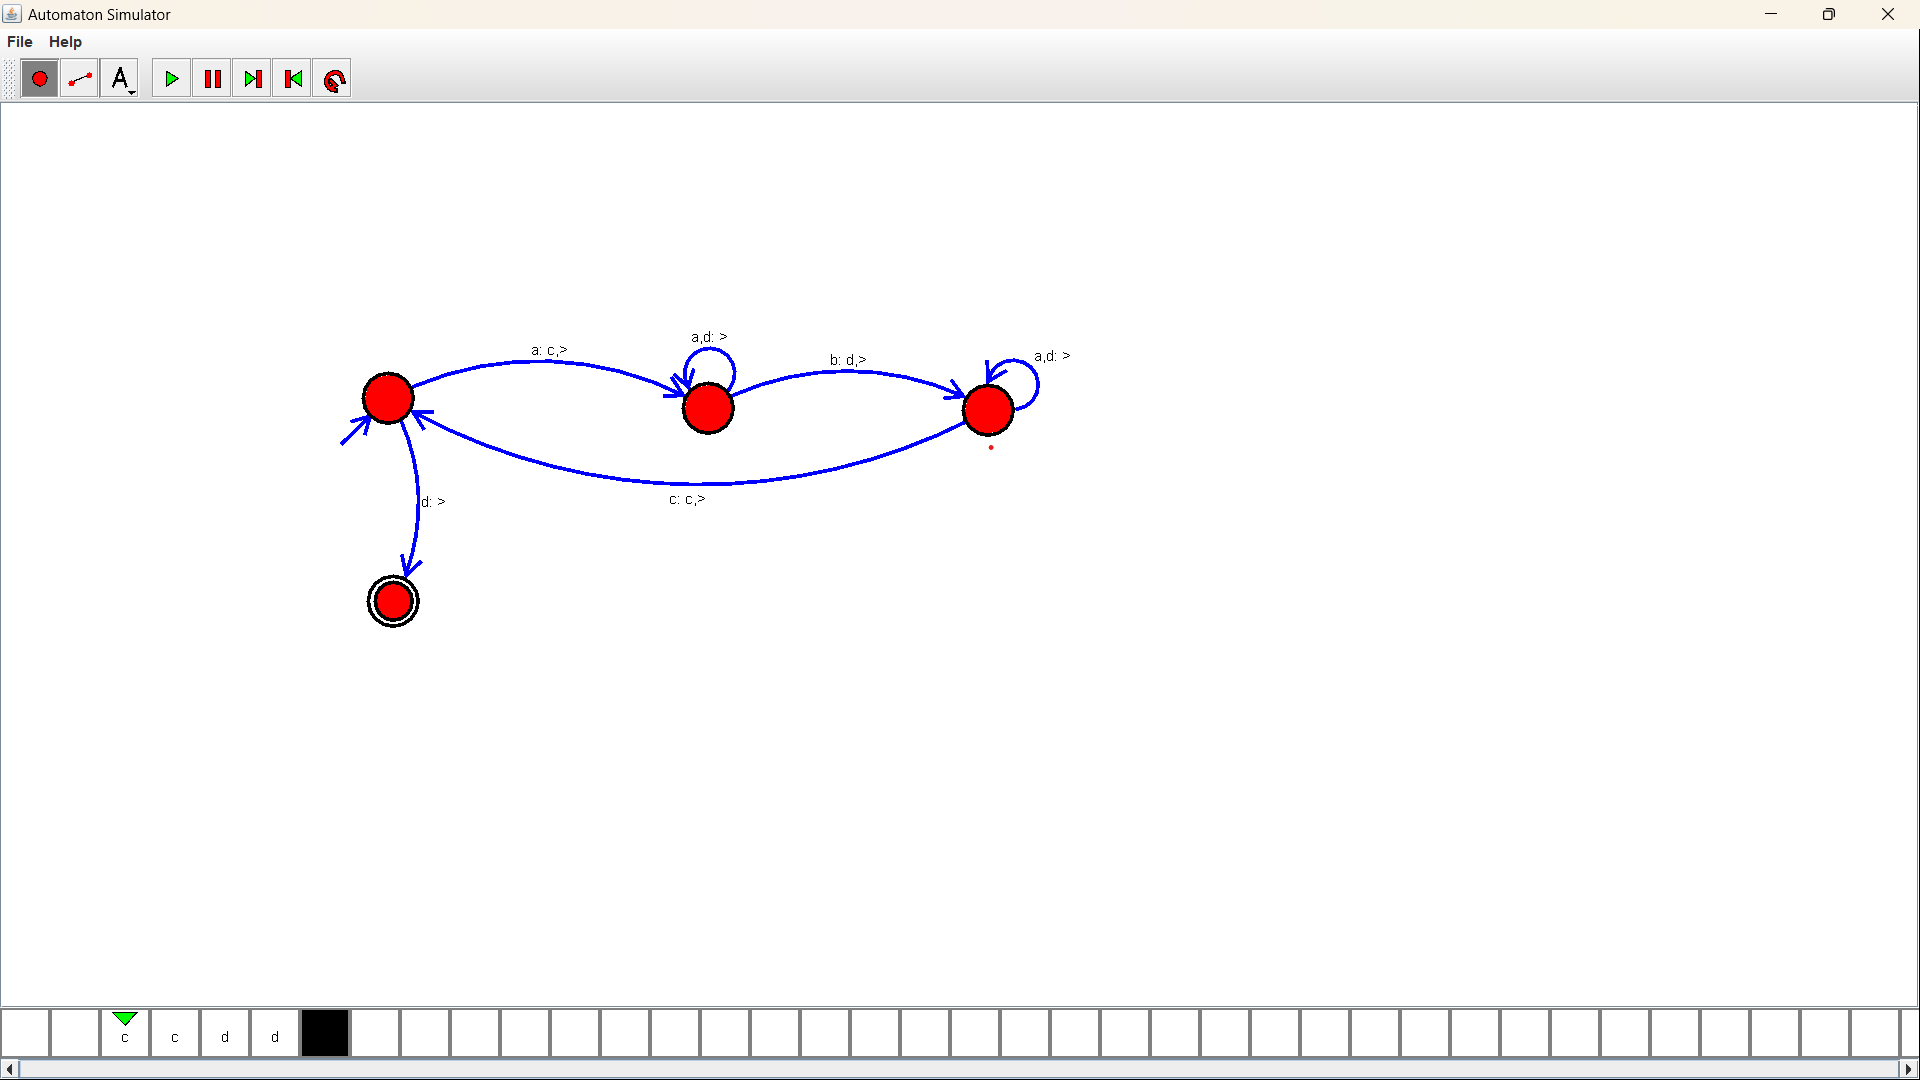 Automaton Simulator
File Help
A
a,d: >
a: c,>
a,d: >
b: d,>
c: c,>
d: >
c c d d